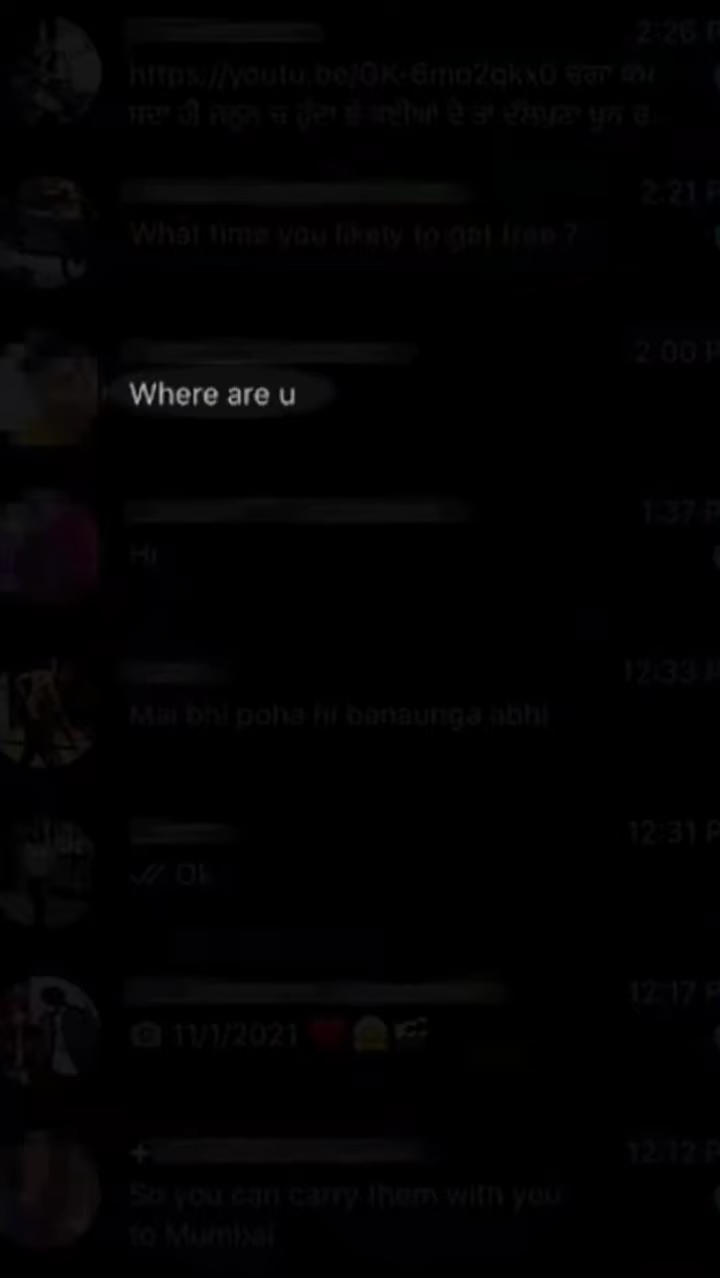 2:26 P
https://youtu.be/
2:21 P
What time you likely to get free ?
2:00 P
Where are u
1:37 P
Hi
12:33 P
Mai bhi poha hi banaunga abhi
12:31 P
Ok
12:17 P
11/1/2021 ❤️
12:12 P
+
So you can carry them with you
to Mumbai